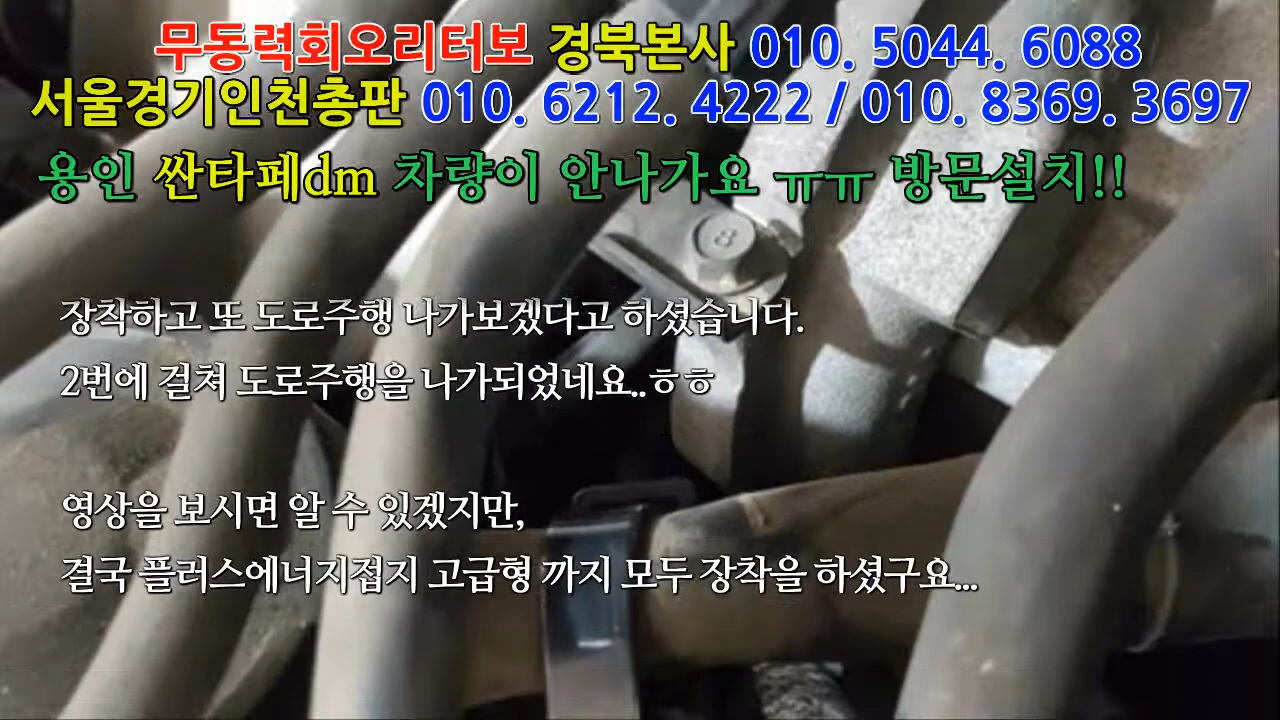 무동력회오리터보 경북본사 010. 5044. 6088
서울경기인천총판 010. 6212. 4222 / 010. 8369. 3697
용인 싼타페dm 차량이 안나가요 ㅠㅠ 방문설치!!
장착하고 또 도로주행 나가보겠다고 하셨습니다.
2번에 걸쳐 도로주행을 나가되었네요..ㅎㅎ
영상을 보시면 알 수 있겠지만,
결국 플러스에너지접지 고급형 까지 모두 장착을 하셨구요...
8